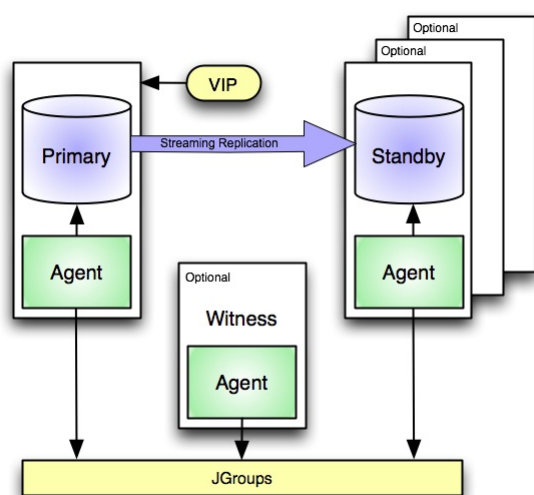 Optional
Optional
VIP
Streaming Replication
Primary
Standby
Agent
Agent
Optional
Witness
Agent
JGroups